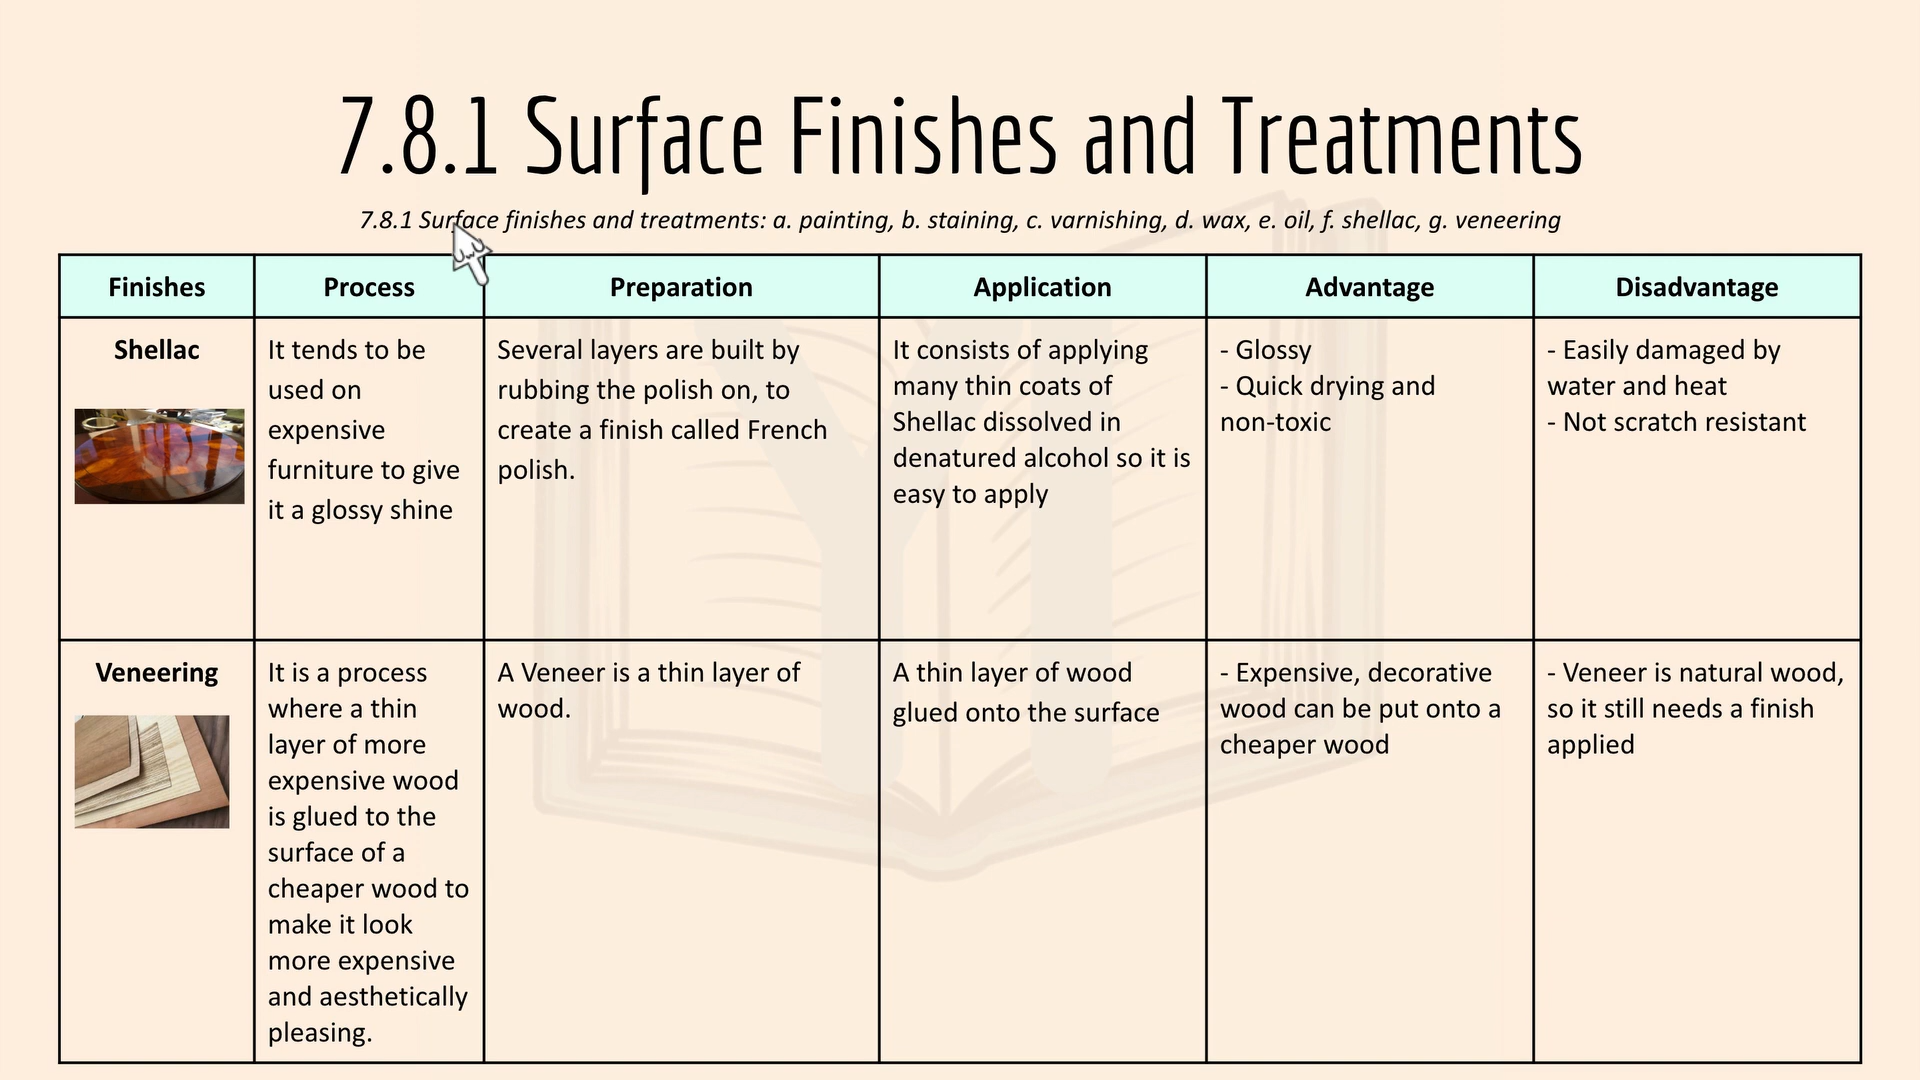 7.8.1 Surface Finishes and Treatments
7.8.1 Surface finishes and treatments: a. painting, b. staining, c. varnishing, d. wax, e. oil, f. shellac, g. veneering
Finishes
Process
Preparation
Application
Advantage
Disadvantage
Shellac
It tends to be
used on
expensive
furniture to give
it a glossy shine
Several layers are built by
rubbing the polish on, to
create a finish called French
polish.
It consists of applying
many thin coats of
Shellac dissolved in
denatured alcohol so it is
easy to apply
- Glossy
- Quick drying and
non-toxic
- Easily damaged by
water and heat
- Not scratch resistant
Veneering
It is a process
where a thin
layer of more
expensive wood
is glued to the
surface of a
cheaper wood to
make it look
more expensive
and aesthetically
pleasing.
A Veneer is a thin layer of
wood.
A thin layer of wood
glued onto the surface
- Expensive, decorative
wood can be put onto a
cheaper wood
- Veneer is natural wood,
so it still needs a finish
applied